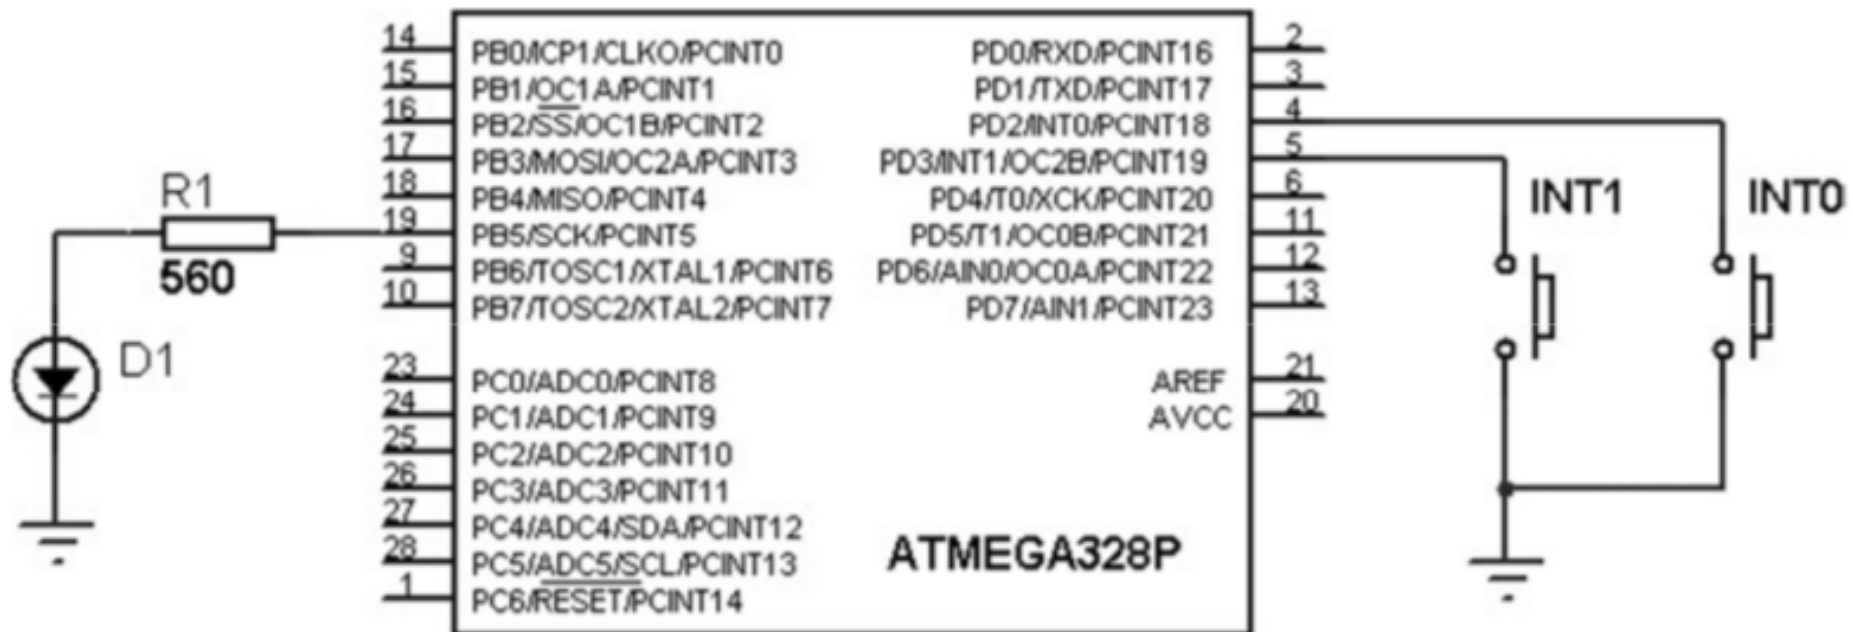 14 PB0/ICP1/CLKO/PCINT0
15 PB1/OC1A/PCINT1
16 PB2/SS/OC1B/PCINT2
17 PB3/MOSI/OC2A/PCINT3
18 PB4/MISO/PCINT4
19 PB5/SCK/PCINT5
9 PB6/TOSC1/XTAL1/PCINT6
10 PB7/TOSC2/XTAL2/PCINT7
23 PC0/ADC0/PCINT8
24 PC1/ADC1/PCINT9
25 PC2/ADC2/PCINT10
26 PC3/ADC3/PCINT11
27 PC4/ADC4/SDA/PCINT12
28 PC5/ADC5/SCL/PCINT13
1 PC6/RESET/PCINT14
PD0/RXD/PCINT16 2
PD1/TXD/PCINT17 3
PD2/INT0/PCINT18 4
PD3/INT1/OC2B/PCINT19 5
PD4/T0/XCK/PCINT20 6
PD5/T1/OC0B/PCINT21 11
PD6/AIN0/OC0A/PCINT22 12
PD7/AIN1/PCINT23 13
AREF 21
AVCC 20
ATMEGA328P
R1
560
D1
INT1
INT0